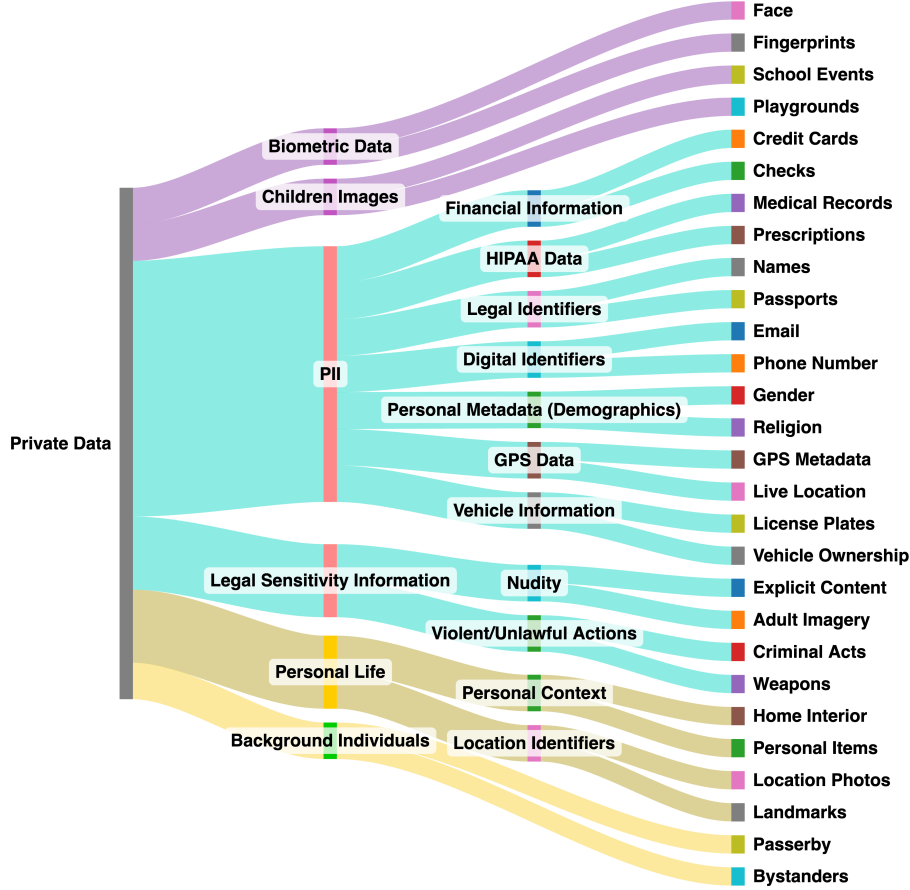 Face
Fingerprints
School Events
Playgrounds
Credit Cards
Biometric Data
Checks
Children Images
Medical Records
Financial Information
Prescriptions
HIPAA Data
Names
Passports
Legal Identifiers
Email
Digital Identifiers
Phone Number
PII
Gender
Personal Metadata (Demographics)
Religion
Private Data
GPS Data
GPS Metadata
Live Location
Vehicle Information
License Plates
Vehicle Ownership
Legal Sensitivity Information
Nudity
Explicit Content
Adult Imagery
Violent/Unlawful Actions
Criminal Acts
Personal Life
Weapons
Personal Context
Home Interior
Background Individuals
Location Identifiers
Personal Items
Location Photos
Landmarks
Passerby
Bystanders